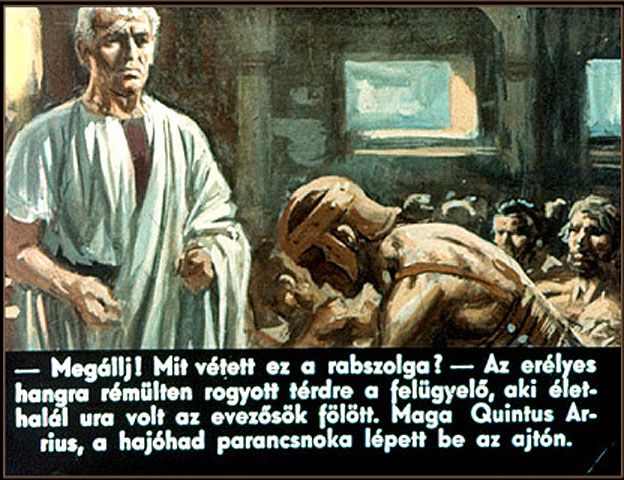 — Megállj! Mit vétett ez a rabszolga? — Az erélyes
hangra rémülten rogyott térdre a felügyelő, aki élet-
halál ura volt az evezősök fölött. Maga Quintus Ar-
rius, a hajóhad parancsnoka lépett be az ajtón.